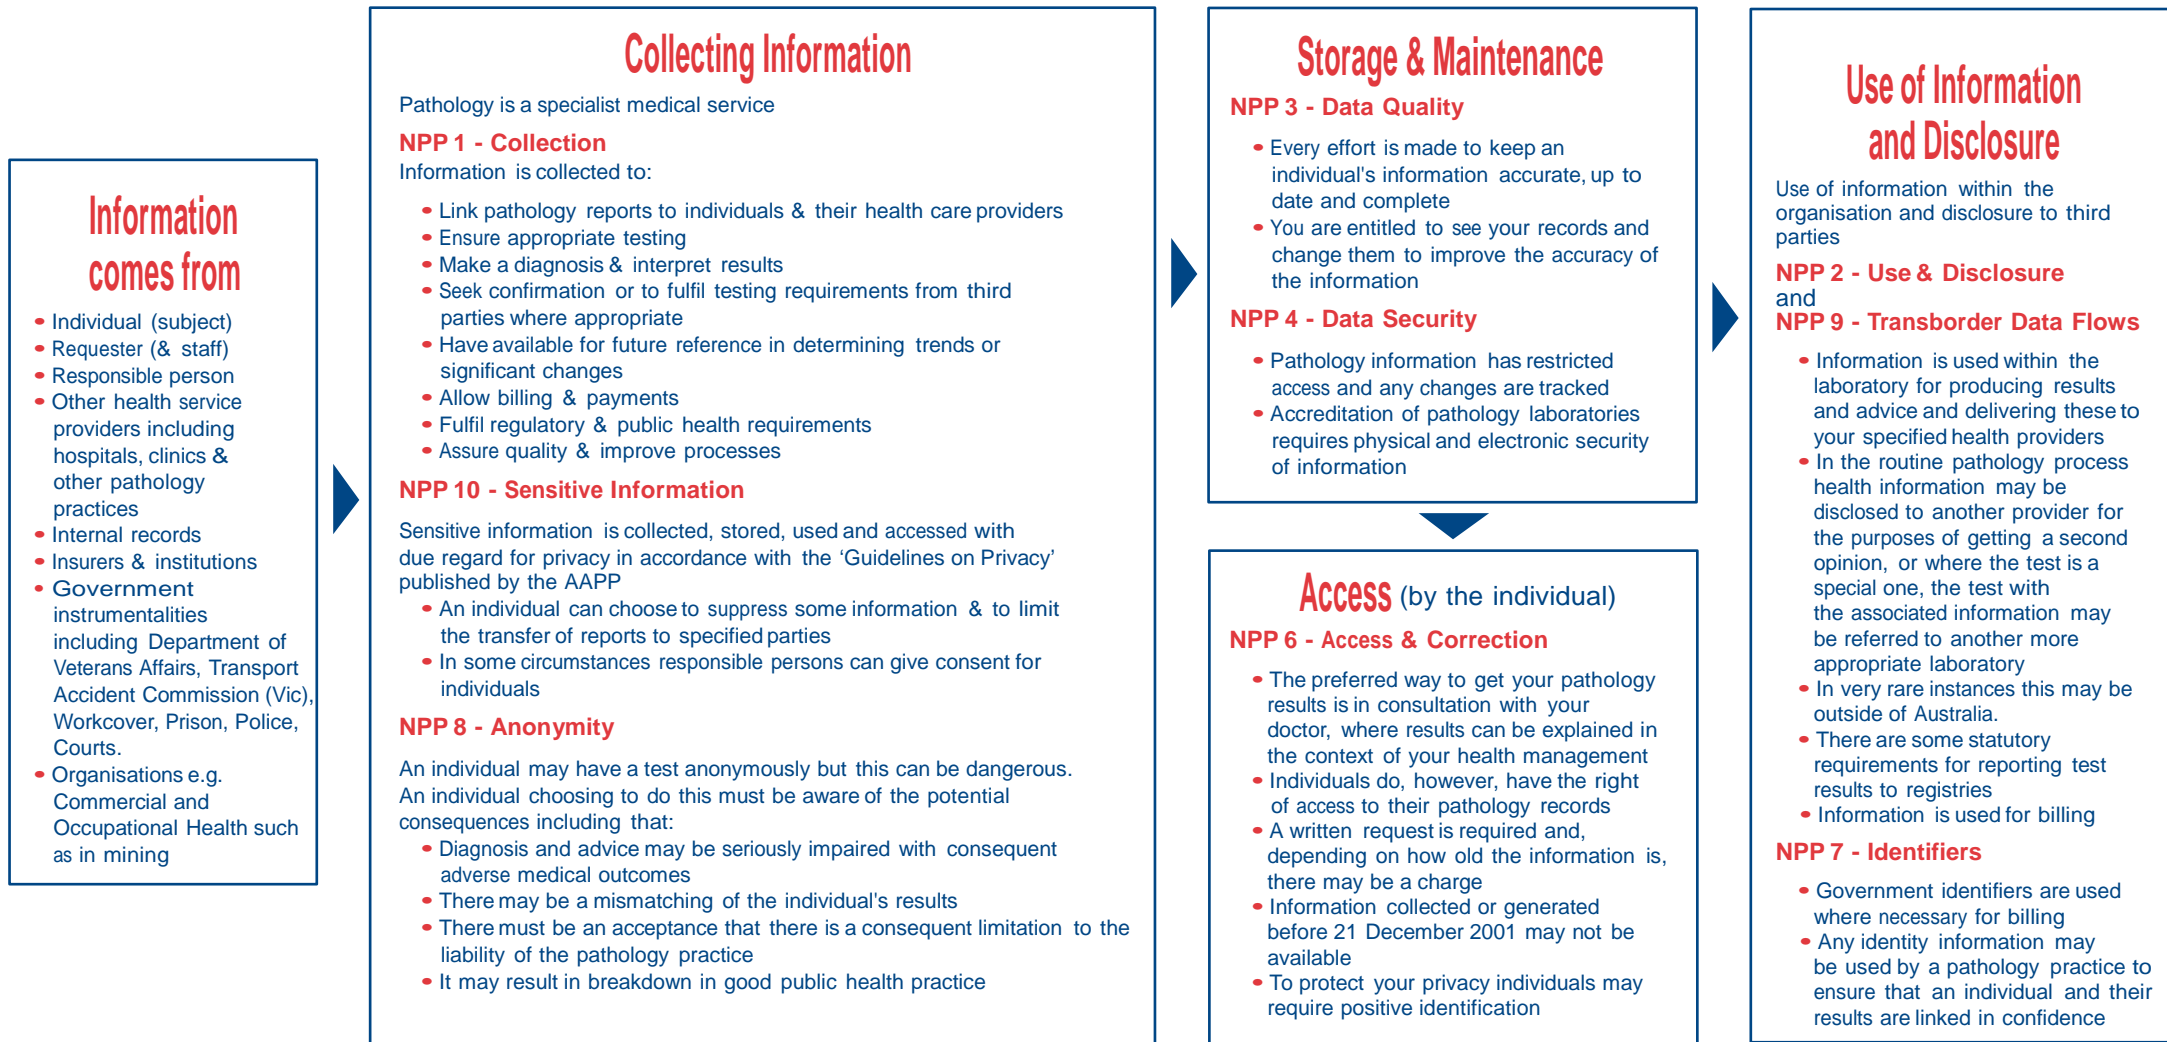 Information
comes from
• Individual (subject)
• Requester (& staff)
• Responsible person
• Other health service
providers including
hospitals, clinics &
other pathology
practices
• Internal records
• Insurers & institutions
• Government
instrumentalities
including Department of
Veterans Affairs, Transport
Accident Commission (Vic),
Workcover, Prison, Police,
Courts.
• Organisations e.g.
Commercial and
Occupational Health such
as in mining
Collecting Information
Pathology is a specialist medical service
NPP 1 - Collection
Information is collected to:
• Link pathology reports to individuals & their health care providers
• Ensure appropriate testing
• Make a diagnosis & interpret results
• Seek confirmation or to fulfil testing requirements from third
parties where appropriate
• Have available for future reference in determining trends or
significant changes
• Allow billing & payments
• Fulfil regulatory & public health requirements
• Assure quality & improve processes
NPP 10 - Sensitive Information
Sensitive information is collected, stored, used and accessed with
due regard for privacy in accordance with the ‘Guidelines on Privacy’
published by the AAPP
• An individual can choose to suppress some information & to limit
the transfer of reports to specified parties
• In some circumstances responsible persons can give consent for
individuals
NPP 8 - Anonymity
An individual may have a test anonymously but this can be dangerous.
An individual choosing to do this must be aware of the potential
consequences including that:
• Diagnosis and advice may be seriously impaired with consequent
adverse medical outcomes
• There may be a mismatching of the individual's results
• There must be an acceptance that there is a consequent limitation to the
liability of the pathology practice
• It may result in breakdown in good public health practice
Storage & Maintenance
NPP 3 - Data Quality
• Every effort is made to keep an
individual's information accurate, up to
date and complete
• You are entitled to see your records and
change them to improve the accuracy of
the information
NPP 4 - Data Security
• Pathology information has restricted
access and any changes are tracked
• Accreditation of pathology laboratories
requires physical and electronic security
of information
Access (by the individual)
NPP 6 - Access & Correction
• The preferred way to get your pathology
results is in consultation with your
doctor, where results can be explained in
the context of your health management
• Individuals do, however, have the right
of access to their pathology records
• A written request is required and,
depending on how old the information is,
there may be a charge
• Information collected or generated
before 21 December 2001 may not be
available
• To protect your privacy individuals may
require positive identification
Use of Information
and Disclosure
Use of information within the
organisation and disclosure to third
parties
NPP 2 - Use & Disclosure
and
NPP 9 - Transborder Data Flows
• Information is used within the
laboratory for producing results
and advice and delivering these to
your specified health providers
• In the routine pathology process
health information may be
disclosed to another provider for
the purposes of getting a second
opinion, or where the test is a
special one, the test with
the associated information may
be referred to another more
appropriate laboratory
• In very rare instances this may be
outside of Australia.
• There are some statutory
requirements for reporting test
results to registries
• Information is used for billing
NPP 7 - Identifiers
• Government identifiers are used
where necessary for billing
• Any identity information may
be used by a pathology practice to
ensure that an individual and their
results are linked in confidence